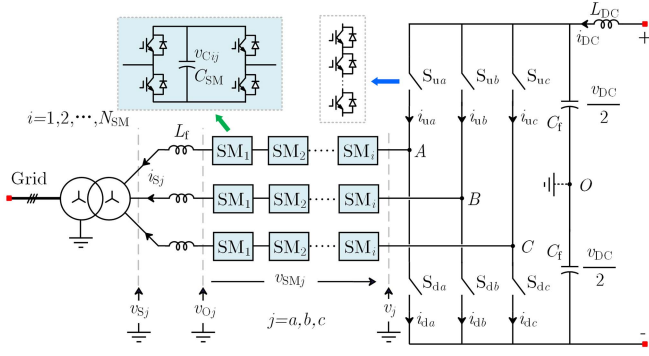 L_DC
+
i_DC
v_Cij
C_SM
S_ua
S_ub
S_uc
v_DC
2
C_f
i=1,2,···,N_SM
i_ua
i_ub
i_uc
L_f
SM_1
SM_2
······
SM_i
A
Grid
i_Sj
SM_1
SM_2
······
SM_i
B
O
SM_1
SM_2
······
SM_i
C
C_f
v_DC
2
v_SMj
S_da
S_db
S_dc
v_Sj
v_Oj
j=a,b,c
v_j
i_da
i_db
i_dc
-